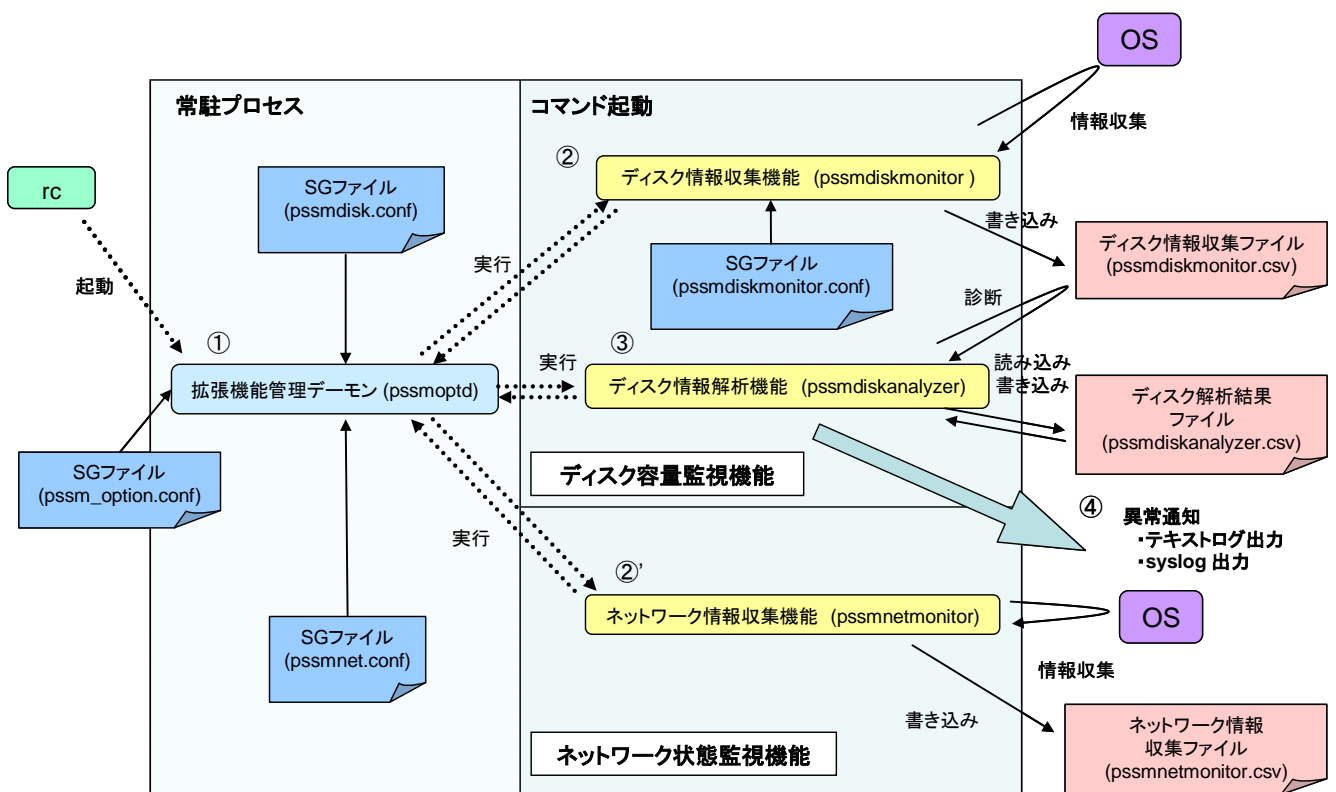 OS
常駐プロセス
コマンド起動
情報収集
②
ディスク情報収集機能 (pssmdiskmonitor )
rc
SGファイル
(pssmdisk.conf)
書き込み
ディスク情報収集ファイル
(pssmdiskmonitor.csv)
実行
SGファイル
(pssmdiskmonitor.conf)
起動
診断
①
③
実行
読み込み
書き込み
拡張機能管理デーモン (pssmoptd)
ディスク情報解析機能 (pssmdiskanalyzer)
ディスク解析結果
ファイル
(pssmdiskanalyzer.csv)
SGファイル
(pssm_option.conf)
ディスク容量監視機能
④
異常通知
・テキストログ出力
・syslog 出力
実行
②’
ネットワーク情報収集機能 (pssmnetmonitor)
OS
SGファイル
(pssmnet.conf)
情報収集
書き込み
ネットワーク情報
収集ファイル
(pssmnetmonitor.csv)
ネットワーク状態監視機能